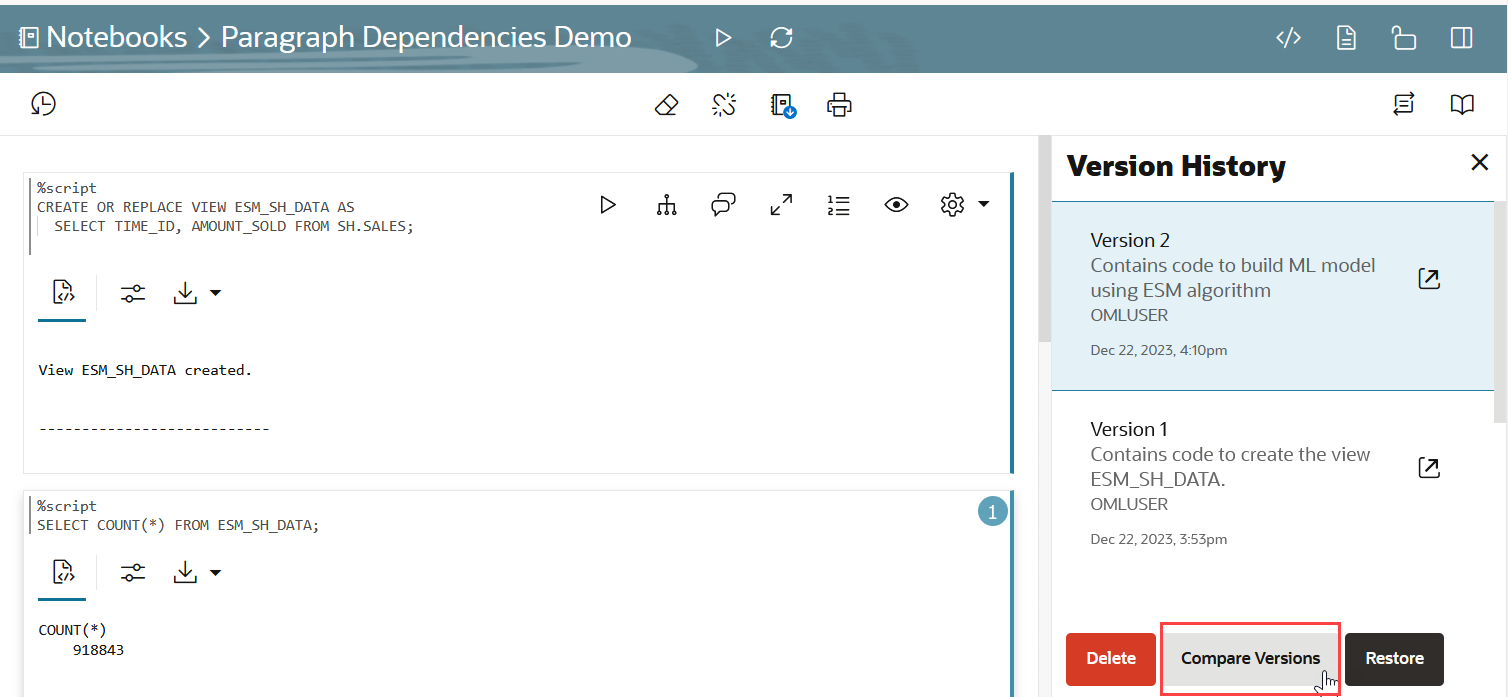 Notebooks > Paragraph Dependencies Demo
%script
CREATE OR REPLACE VIEW ESM_SH_DATA AS
SELECT TIME_ID, AMOUNT_SOLD FROM SH.SALES;
View ESM_SH_DATA created.
---------------------------
%script
SELECT COUNT(*) FROM ESM_SH_DATA;
1
COUNT(*)
918843
Version History
Version 2
Contains code to build ML model
using ESM algorithm
OMLUSER
Dec 22, 2023, 4:10pm
Version 1
Contains code to create the view
ESM_SH_DATA.
OMLUSER
Dec 22, 2023, 3:53pm
Delete
Compare Versions
Restore